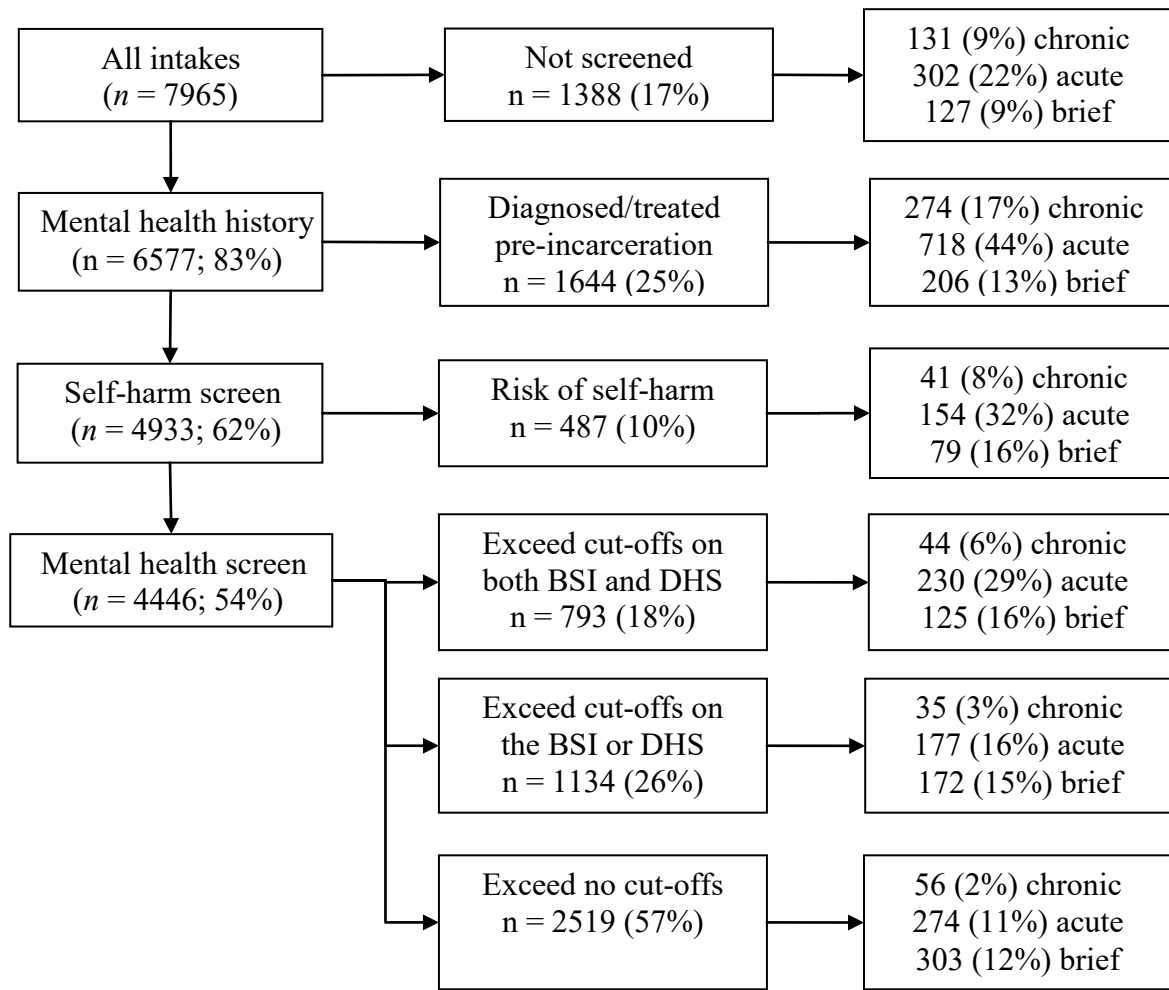 All intakes
(n = 7965)
Not screened
n = 1388 (17%)
131 (9%) chronic
302 (22%) acute
127 (9%) brief
Mental health history
(n = 6577; 83%)
Diagnosed/treated
pre-incarceration
n = 1644 (25%)
274 (17%) chronic
718 (44%) acute
206 (13%) brief
Self-harm screen
(n = 4933; 62%)
Risk of self-harm
n = 487 (10%)
41 (8%) chronic
154 (32%) acute
79 (16%) brief
Mental health screen
(n = 4446; 54%)
Exceed cut-offs on
both BSI and DHS
n = 793 (18%)
44 (6%) chronic
230 (29%) acute
125 (16%) brief
Exceed cut-offs on
the BSI or DHS
n = 1134 (26%)
35 (3%) chronic
177 (16%) acute
172 (15%) brief
Exceed no cut-offs
n = 2519 (57%)
56 (2%) chronic
274 (11%) acute
303 (12%) brief